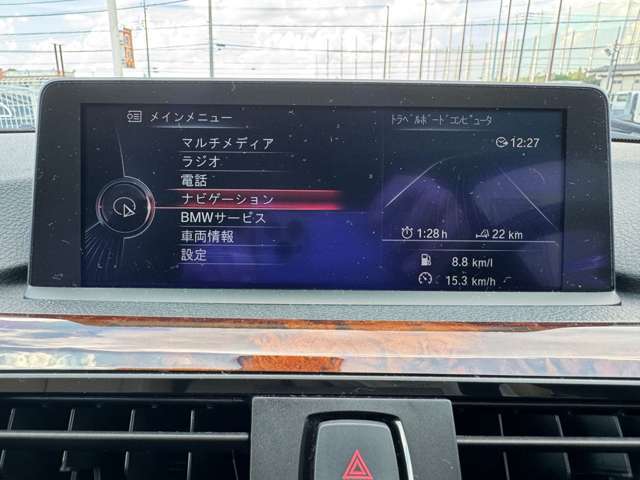 メインメニュー
マルチメディア
ラジオ
電話
ナビゲーション
BMWサービス
車両情報
設定
ﾄﾗﾍﾞﾙﾎﾞｰﾄﾞｺﾝﾋﾟｭｰﾀ
12:27
1:28 h
22 km
8.8 km/l
15.3 km/h